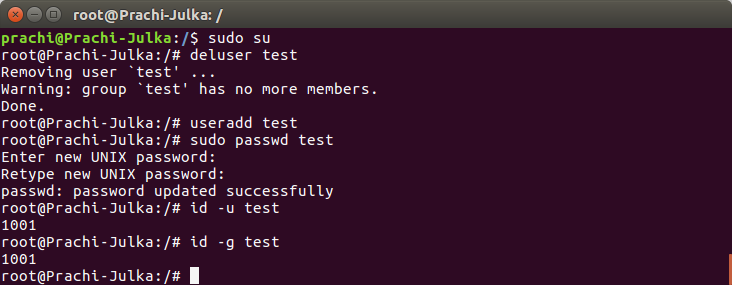 root@Prachi-Julka: /
prachi@Prachi-Julka:/$ sudo su
root@Prachi-Julka:/# deluser test
Removing user `test' ...
Warning: group `test' has no more members.
Done.
root@Prachi-Julka:/# useradd test
root@Prachi-Julka:/# sudo passwd test
Enter new UNIX password:
Retype new UNIX password:
passwd: password updated successfully
root@Prachi-Julka:/# id -u test
1001
root@Prachi-Julka:/# id -g test
1001
root@Prachi-Julka:/#